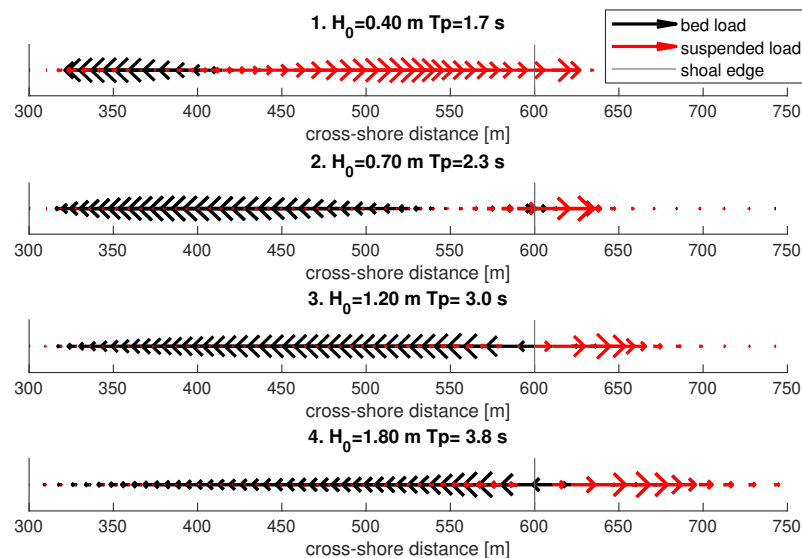 1. H_0=0.40 m Tp=1.7 s
bed load
suspended load
shoal edge
300 350 400 450 500 550 600 650 700 750
cross-shore distance [m]
2. H_0=0.70 m Tp=2.3 s
300 350 400 450 500 550 600 650 700 750
cross-shore distance [m]
3. H_0=1.20 m Tp= 3.0 s
300 350 400 450 500 550 600 650 700 750
cross-shore distance [m]
4. H_0=1.80 m Tp= 3.8 s
300 350 400 450 500 550 600 650 700 750
cross-shore distance [m]